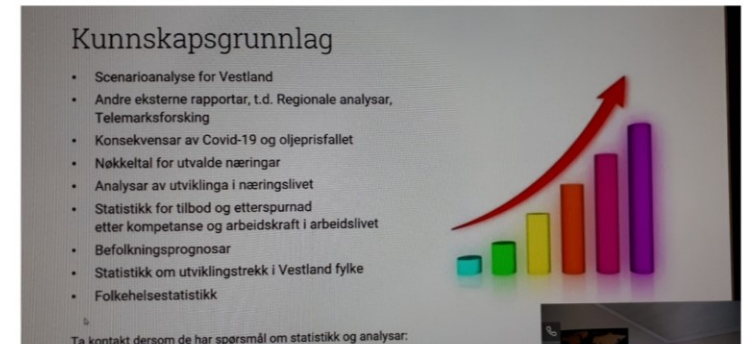 Kunnskapsgrunnlag
• Scenarioanalyse for Vestland
• Andre eksterne rapportar, t.d. Regionale analysar,
Telemarksforsking
• Konsekvensar av Covid-19 og oljeprisfallet
• Nøkkeltal for utvalde næringar
• Analysar av utviklinga i næringslivet
• Statistikk for tilbod og etterspurnad
etter kompetanse og arbeidskraft i arbeidslivet
• Befolkningsprognosar
• Statistikk om utviklingstrekk i Vestland fylke
• Folkehelsestatistikk
Ta kontakt dersom de har spørsmål om statistikk og analysar: